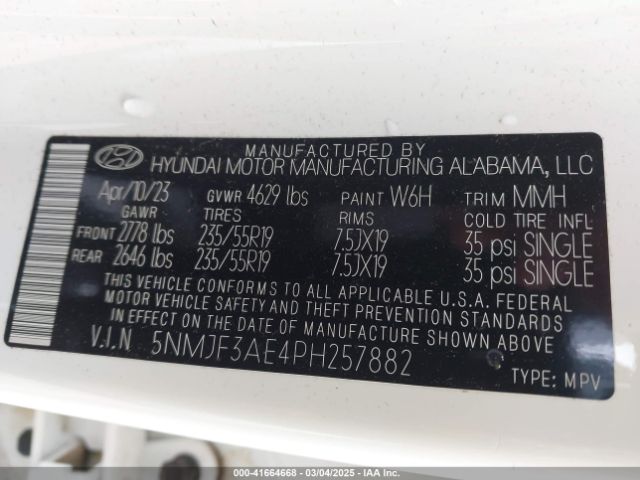 MANUFACTURED BY
HYUNDAI MOTOR MANUFACTURING ALABAMA, LLC
Apr/10/23 GVWR 4629 lbs PAINT W6H TRIM MMH
GAWR TIRES RIMS COLD TIRE INFL
FRONT 2778 lbs 235/55R19 7.5JX19 35 psi SINGLE
REAR 2646 lbs 235/55R19 7.5JX19 35 psi SINGLE
THIS VEHICLE CONFORMS TO ALL APPLICABLE U.S.A. FEDERAL
MOTOR VEHICLE SAFETY AND THEFT PREVENTION STANDARDS
IN EFFECT ON THE DATE OF MANUFACTURE SHOWN ABOVE.
V.I.N 5NMJF3AE4PH257882
TYPE: MPV
000-41664668 - 03/04/2025 - IAA Inc.